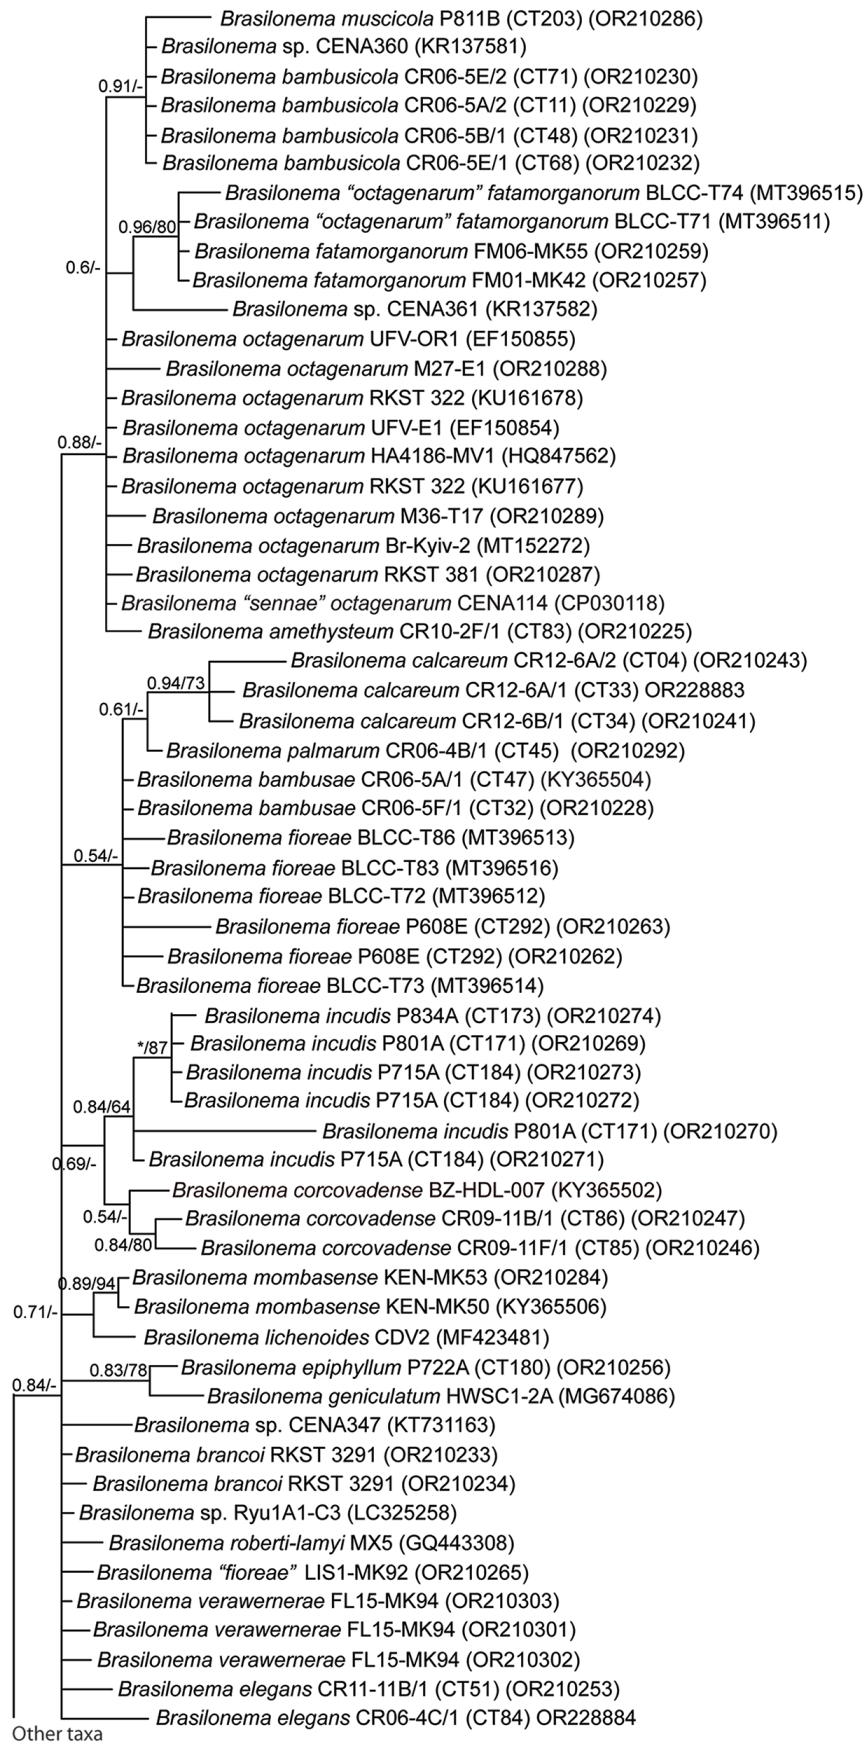 Brasilonema muscicola P811B (CT203) (OR210286)
Brasilonema sp. CENA360 (KR137581)
Brasilonema bambusicola CR06-5E/2 (CT71) (OR210230)
0.91/-
Brasilonema bambusicola CR06-5A/2 (CT11) (OR210229)
Brasilonema bambusicola CR06-5B/1 (CT48) (OR210231)
Brasilonema bambusicola CR06-5E/1 (CT68) (OR210232)
Brasilonema “octagenarum” fatamorganorum BLCC-T74 (MT396515)
Brasilonema “octagenarum” fatamorganorum BLCC-T71 (MT396511)
0.96/80
Brasilonema fatamorganorum FM06-MK55 (OR210259)
0.6/-
Brasilonema fatamorganorum FM01-MK42 (OR210257)
Brasilonema sp. CENA361 (KR137582)
Brasilonema octagenarum UFV-OR1 (EF150855)
Brasilonema octagenarum M27-E1 (OR210288)
Brasilonema octagenarum RKST 322 (KU161678)
Brasilonema octagenarum UFV-E1 (EF150854)
0.88/-
Brasilonema octagenarum HA4186-MV1 (HQ847562)
Brasilonema octagenarum RKST 322 (KU161677)
Brasilonema octagenarum M36-T17 (OR210289)
Brasilonema octagenarum Br-Kyiv-2 (MT152272)
Brasilonema octagenarum RKST 381 (OR210287)
Brasilonema “sennae” octagenarum CENA114 (CP030118)
Brasilonema amethysteum CR10-2F/1 (CT83) (OR210225)
Brasilonema calcareum CR12-6A/2 (CT04) (OR210243)
0.94/73
Brasilonema calcareum CR12-6A/1 (CT33) OR228883
0.61/-
Brasilonema calcareum CR12-6B/1 (CT34) (OR210241)
Brasilonema palmarum CR06-4B/1 (CT45) (OR210292)
Brasilonema bambusae CR06-5A/1 (CT47) (KY365504)
Brasilonema bambusae CR06-5F/1 (CT32) (OR210228)
Brasilonema fioreae BLCC-T86 (MT396513)
0.54/-
Brasilonema fioreae BLCC-T83 (MT396516)
Brasilonema fioreae BLCC-T72 (MT396512)
Brasilonema fioreae P608E (CT292) (OR210263)
Brasilonema fioreae P608E (CT292) (OR210262)
Brasilonema fioreae BLCC-T73 (MT396514)
Brasilonema incudis P834A (CT173) (OR210274)
Brasilonema incudis P801A (CT171) (OR210269)
*/87
Brasilonema incudis P715A (CT184) (OR210273)
Brasilonema incudis P715A (CT184) (OR210272)
0.84/64
Brasilonema incudis P801A (CT171) (OR210270)
Brasilonema incudis P715A (CT184) (OR210271)
0.69/-
Brasilonema corcovadense BZ-HDL-007 (KY365502)
0.54/-
Brasilonema corcovadense CR09-11B/1 (CT86) (OR210247)
0.84/80
Brasilonema corcovadense CR09-11F/1 (CT85) (OR210246)
Brasilonema mombasense KEN-MK53 (OR210284)
0.89/94
Brasilonema mombasense KEN-MK50 (KY365506)
0.71/-
Brasilonema lichenoides CDV2 (MF423481)
Brasilonema epiphyllum P722A (CT180) (OR210256)
0.83/78
0.84/-
Brasilonema geniculatum HWSC1-2A (MG674086)
Brasilonema sp. CENA347 (KT731163)
Brasilonema brancoi RKST 3291 (OR210233)
Brasilonema brancoi RKST 3291 (OR210234)
Brasilonema sp. Ryu1A1-C3 (LC325258)
Brasilonema roberti-lamyi MX5 (GQ443308)
Brasilonema “fioreae” LIS1-MK92 (OR210265)
Brasilonema verawernerae FL15-MK94 (OR210303)
Brasilonema verawernerae FL15-MK94 (OR210301)
Brasilonema verawernerae FL15-MK94 (OR210302)
Brasilonema elegans CR11-11B/1 (CT51) (OR210253)
Brasilonema elegans CR06-4C/1 (CT84) OR228884
Other taxa